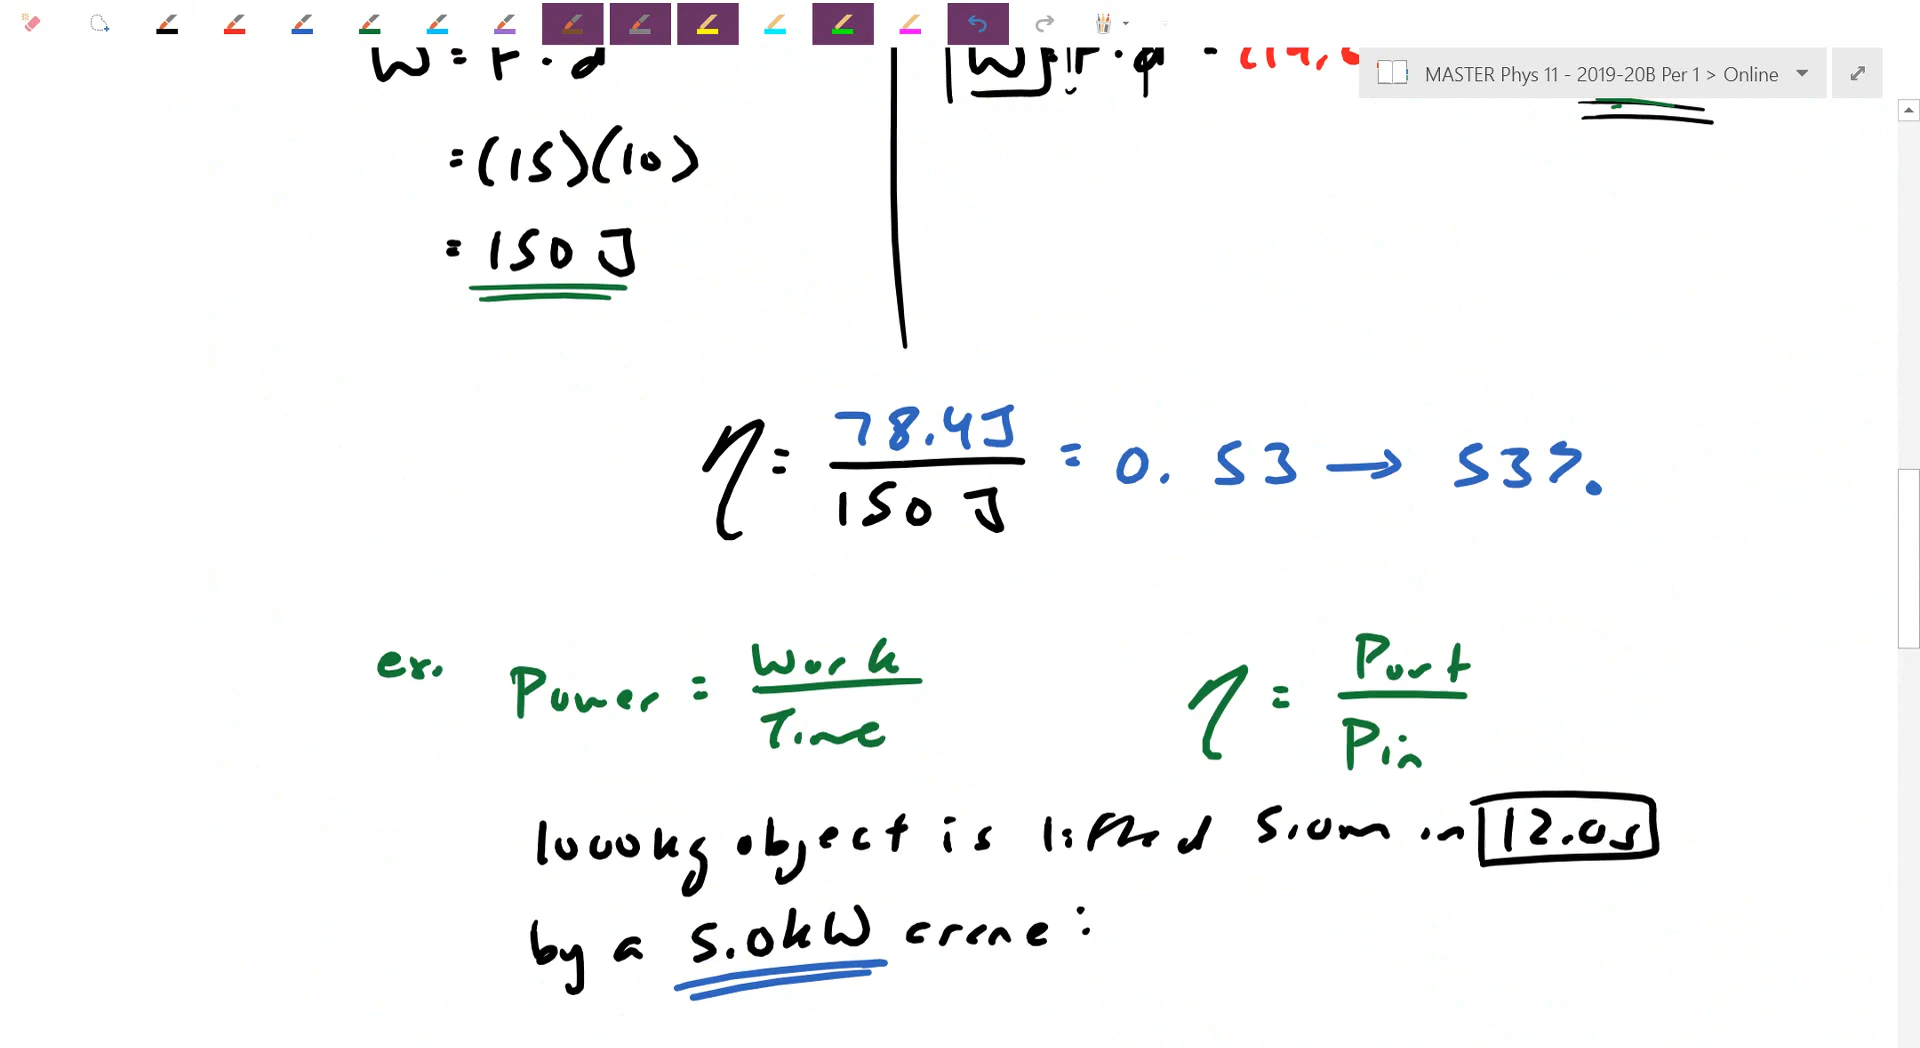 MASTER Phys 11 - 2019-20B Per 1 > Online
W = F · d
= (15)(10)
= 150 J
|W| = |F · d =
η = 78.4J / 150 J = 0.53 → 53%
ex. Power = Work / Time
η = Pout / Pin
1000kg object is lifted 5.0m in 12.0s
by a 5.0kW crane: